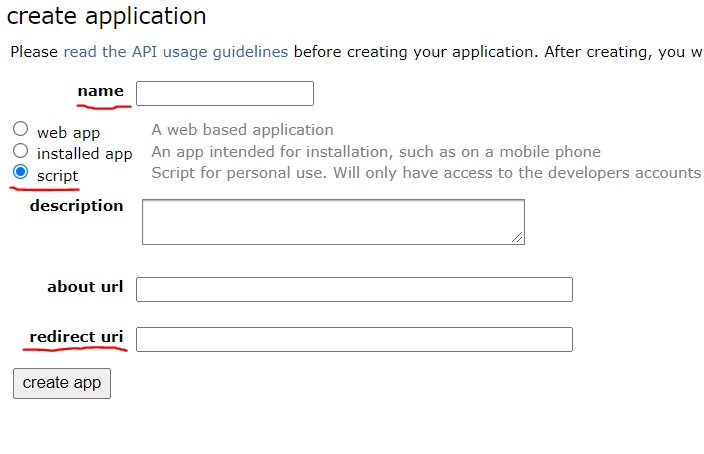 create application
Please read the API usage guidelines before creating your application. After creating, you w
name
web app A web based application
installed app An app intended for installation, such as on a mobile phone
script Script for personal use. Will only have access to the developers accounts
description
about url
redirect uri
create app